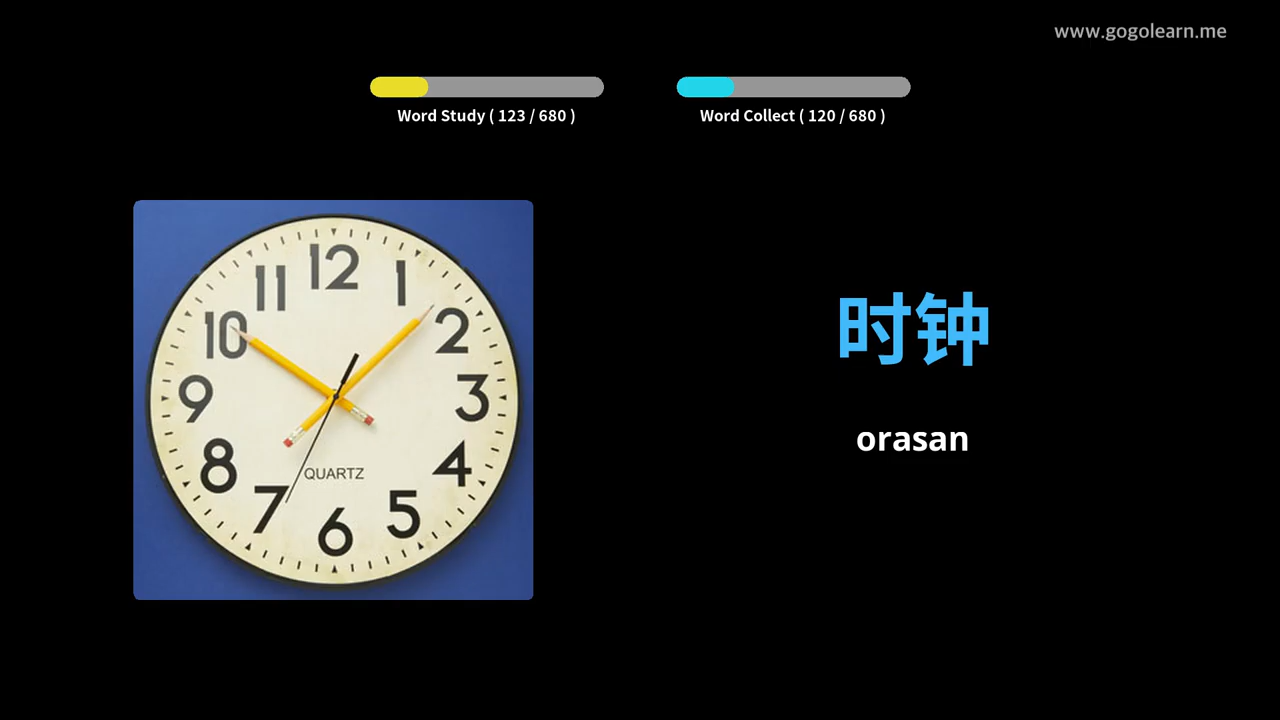 www.gogolearn.me
Word Study ( 123 / 680 )
Word Collect ( 120 / 680 )
12
11
1
10
2
9
3
8
4
QUARTZ
7
5
6
时钟
orasan